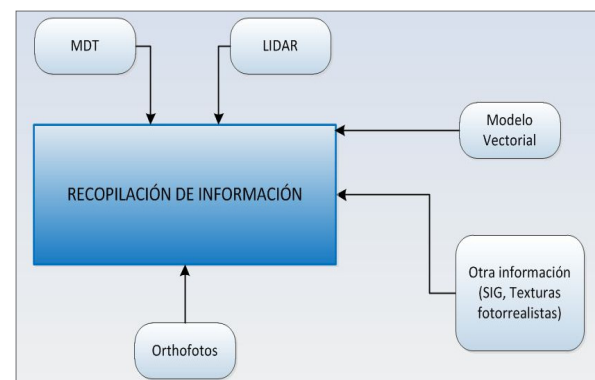 MDT
LIDAR
Modelo
Vectorial
RECOPILACIÓN DE INFORMACIÓN
Otra información
(SIG, Texturas
fotorrealistas)
Orthofotos